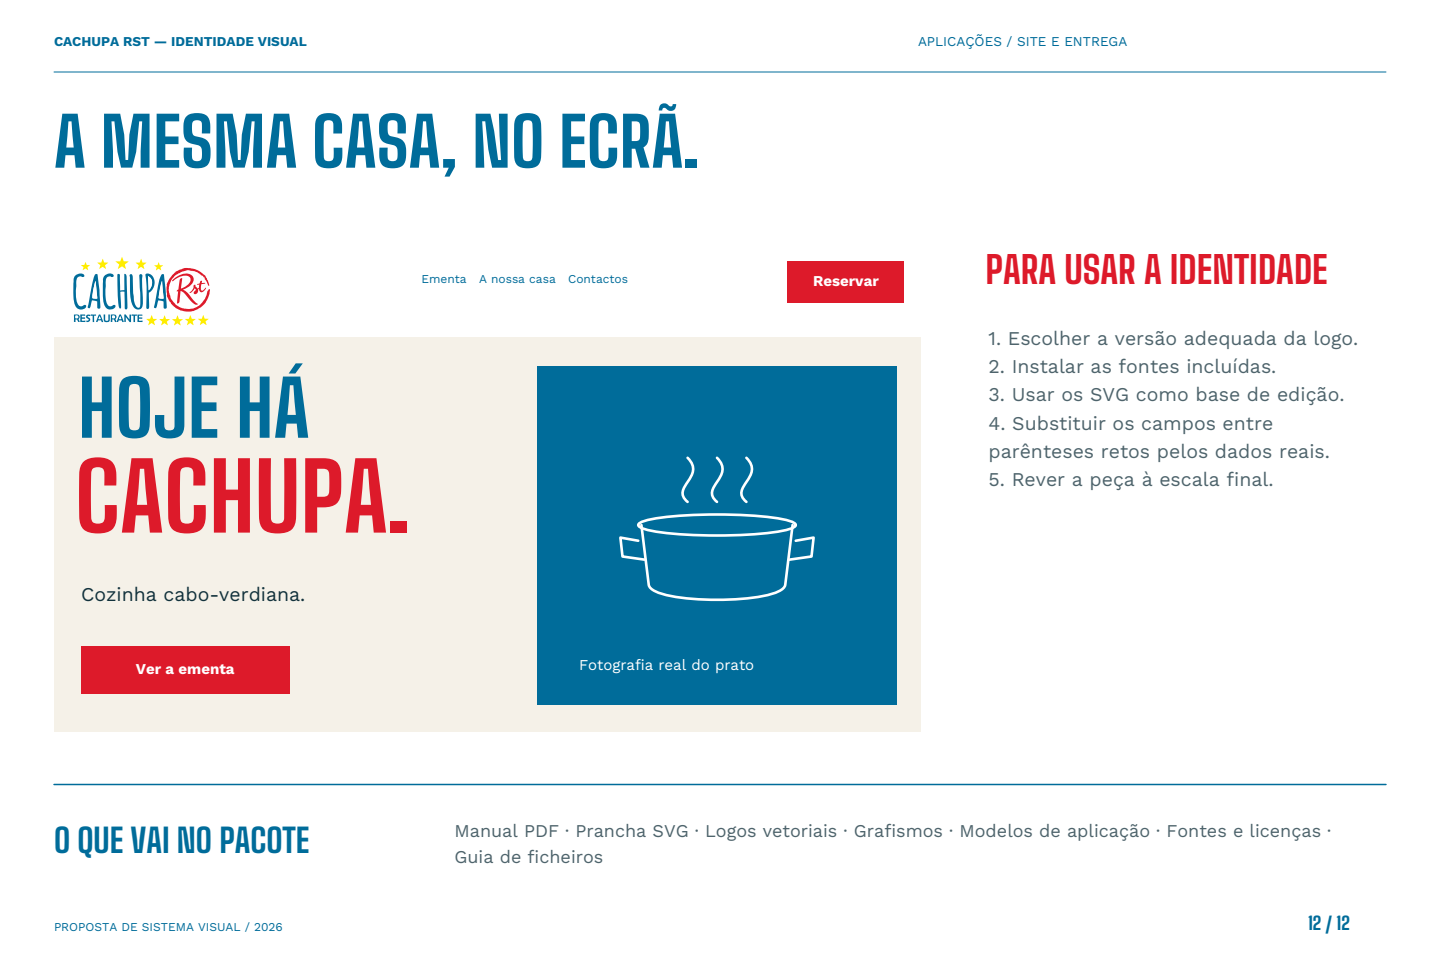 CACHUPA RST — IDENTIDADE VISUAL
APLICAÇÕES / SITE E ENTREGA
A MESMA CASA, NO ECRÃ.
CACHUPA Rst
RESTAURANTE
Ementa A nossa casa Contactos
Reservar
HOJE HÁ
CACHUPA.
Cozinha cabo-verdiana.
Ver a ementa
Fotografia real do prato
PARA USAR A IDENTIDADE
1. Escolher a versão adequada da logo.
2. Instalar as fontes incluídas.
3. Usar os SVG como base de edição.
4. Substituir os campos entre
parênteses retos pelos dados reais.
5. Rever a peça à escala final.
O QUE VAI NO PACOTE
Manual PDF · Prancha SVG · Logos vetoriais · Grafismos · Modelos de aplicação · Fontes e licenças ·
Guia de ficheiros
PROPOSTA DE SISTEMA VISUAL / 2026
12 / 12